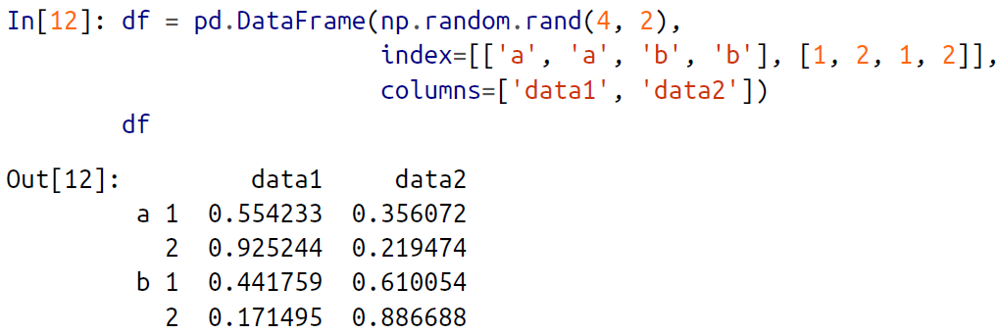 In[12]: df = pd.DataFrame(np.random.rand(4, 2),
                          index=[['a', 'a', 'b', 'b'], [1, 2, 1, 2]],
                          columns=['data1', 'data2'])
        df
Out[12]:         data1     data2
         a 1  0.554233  0.356072
           2  0.925244  0.219474
         b 1  0.441759  0.610054
           2  0.171495  0.886688